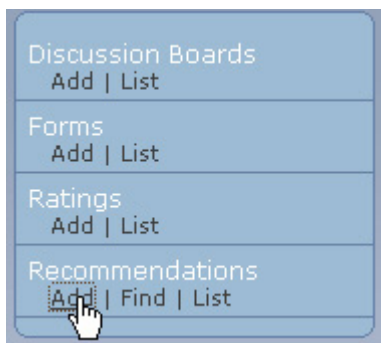 Discussion Boards
Add | List
Forms
Add | List
Ratings
Add | List
Recommendations
Add | Find | List